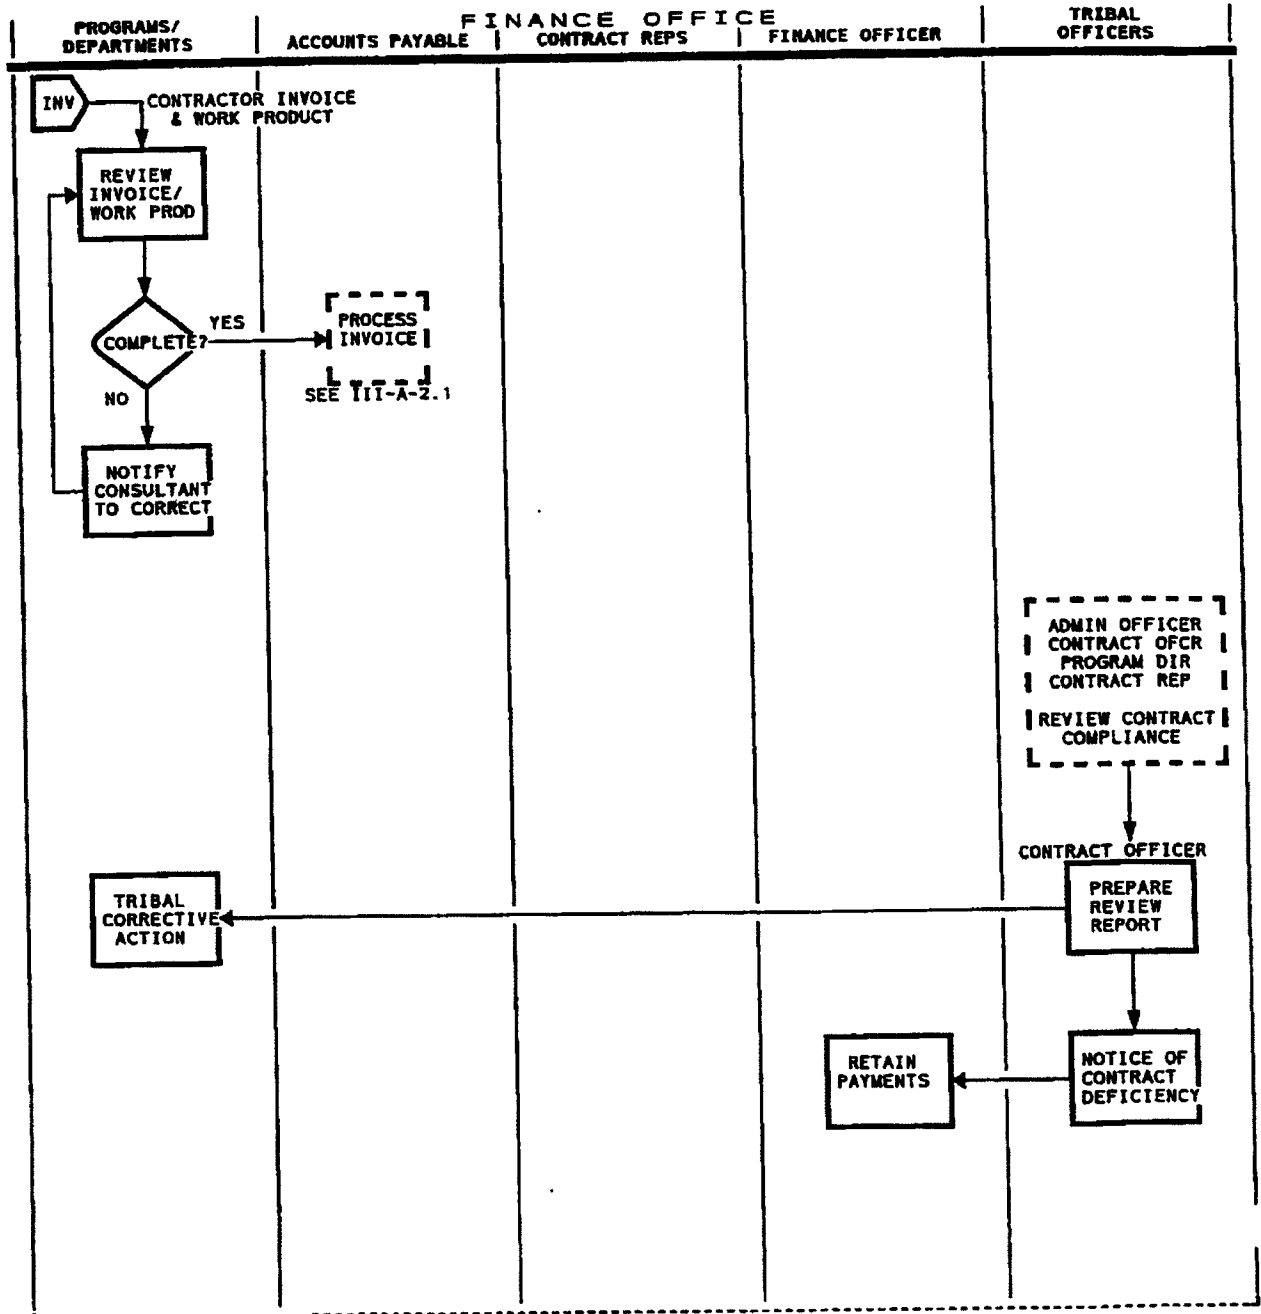 FINANCE OFFICE
PROGRAMS/
DEPARTMENTS
ACCOUNTS PAYABLE
CONTRACT REPS
FINANCE OFFICER
TRIBAL
OFFICERS
INV
CONTRACTOR INVOICE
& WORK PRODUCT
REVIEW
INVOICE/
WORK PROD
COMPLETE?
YES
PROCESS
INVOICE
SEE III-A-2.1
NO
NOTIFY
CONSULTANT
TO CORRECT
ADMIN OFFICER
CONTRACT OFCR
PROGRAM DIR
CONTRACT REP
REVIEW CONTRACT
COMPLIANCE
CONTRACT OFFICER
PREPARE
REVIEW
REPORT
TRIBAL
CORRECTIVE
ACTION
NOTICE OF
CONTRACT
DEFICIENCY
RETAIN
PAYMENTS